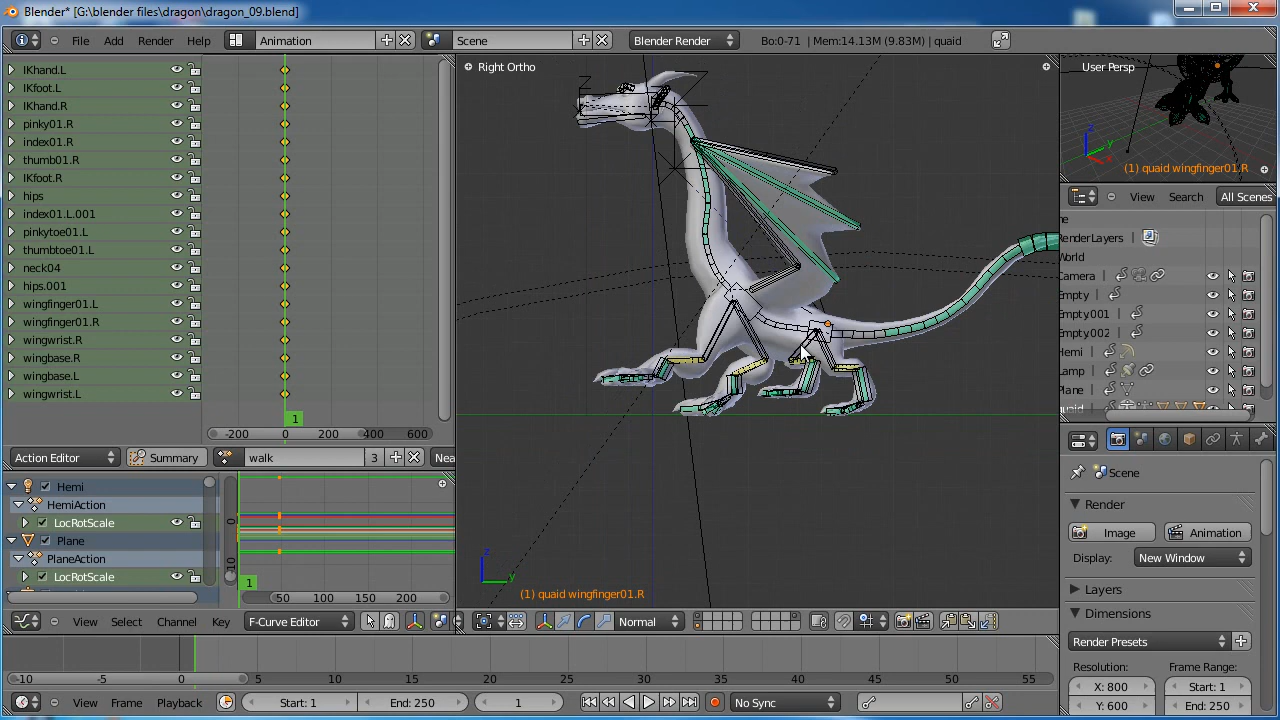 Blender* [G:\blender files\dragon\dragon_09.blend]
File Add Render Help Animation Scene Blender Render Bo:0-71 | Mem:14.13M (9.83M) | quaid
IKhand.L
IKfoot.L
IKhand.R
pinky01.R
index01.R
thumb01.R
IKfoot.R
hips
index01.L.001
pinkytoe01.L
thumbtoe01.L
neck04
hips.001
wingfinger01.L
wingfinger01.R
wingwrist.R
wingbase.R
wingbase.L
wingwrist.L
1
-200 0 200 400 600
Action Editor Summary walk 3 Nea
Hemi
HemiAction
LocRotScale
Plane
PlaneAction
LocRotScale
0
10
1
50 100 150 200
View Select Channel Key F-Curve Editor
Right Ortho
z
y
(1) quaid wingfinger01.R
Normal
User Persp
z
y
x
(1) quaid wingfinger01.R
View Search All Scenes
ne
RenderLayers |
World
Camera |
Empty |
Empty.001
Empty.002
Hemi |
Lamp |
Plane |
quaid
Scene
Render
Image Animation
Display: New Window
Layers
Dimensions
Render Presets
Resolution: Frame Range:
X: 800 Start: 1
Y: 600 End: 250
-10 -5 0 5 10 15 20 25 30 35 40 45 50 55
View Frame Playback Start: 1 End: 250 1 No Sync